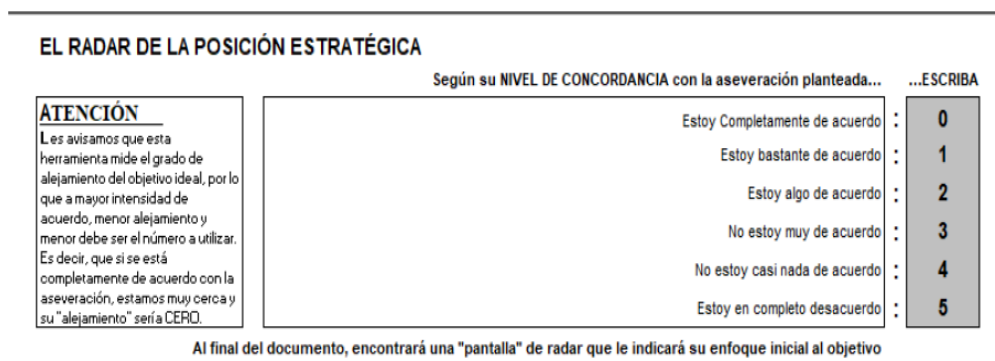 EL RADAR DE LA POSICIÓN ESTRATÉGICA
Según su NIVEL DE CONCORDANCIA con la aseveración planteada... ...ESCRIBA
ATENCIÓN
Les avisamos que esta
herramienta mide el grado de
alejamiento del objetivo ideal, por lo
que a mayor intensidad de
acuerdo, menor alejamiento y
menor debe ser el número a utilizar.
Es decir, que si se está
completamente de acuerdo con la
aseveración, estamos muy cerca y
su "alejamiento" sería CERO.
Estoy Completamente de acuerdo : 0
Estoy bastante de acuerdo : 1
Estoy algo de acuerdo : 2
No estoy muy de acuerdo : 3
No estoy casi nada de acuerdo : 4
Estoy en completo desacuerdo : 5
Al final del documento, encontrará una "pantalla" de radar que le indicará su enfoque inicial al objetivo